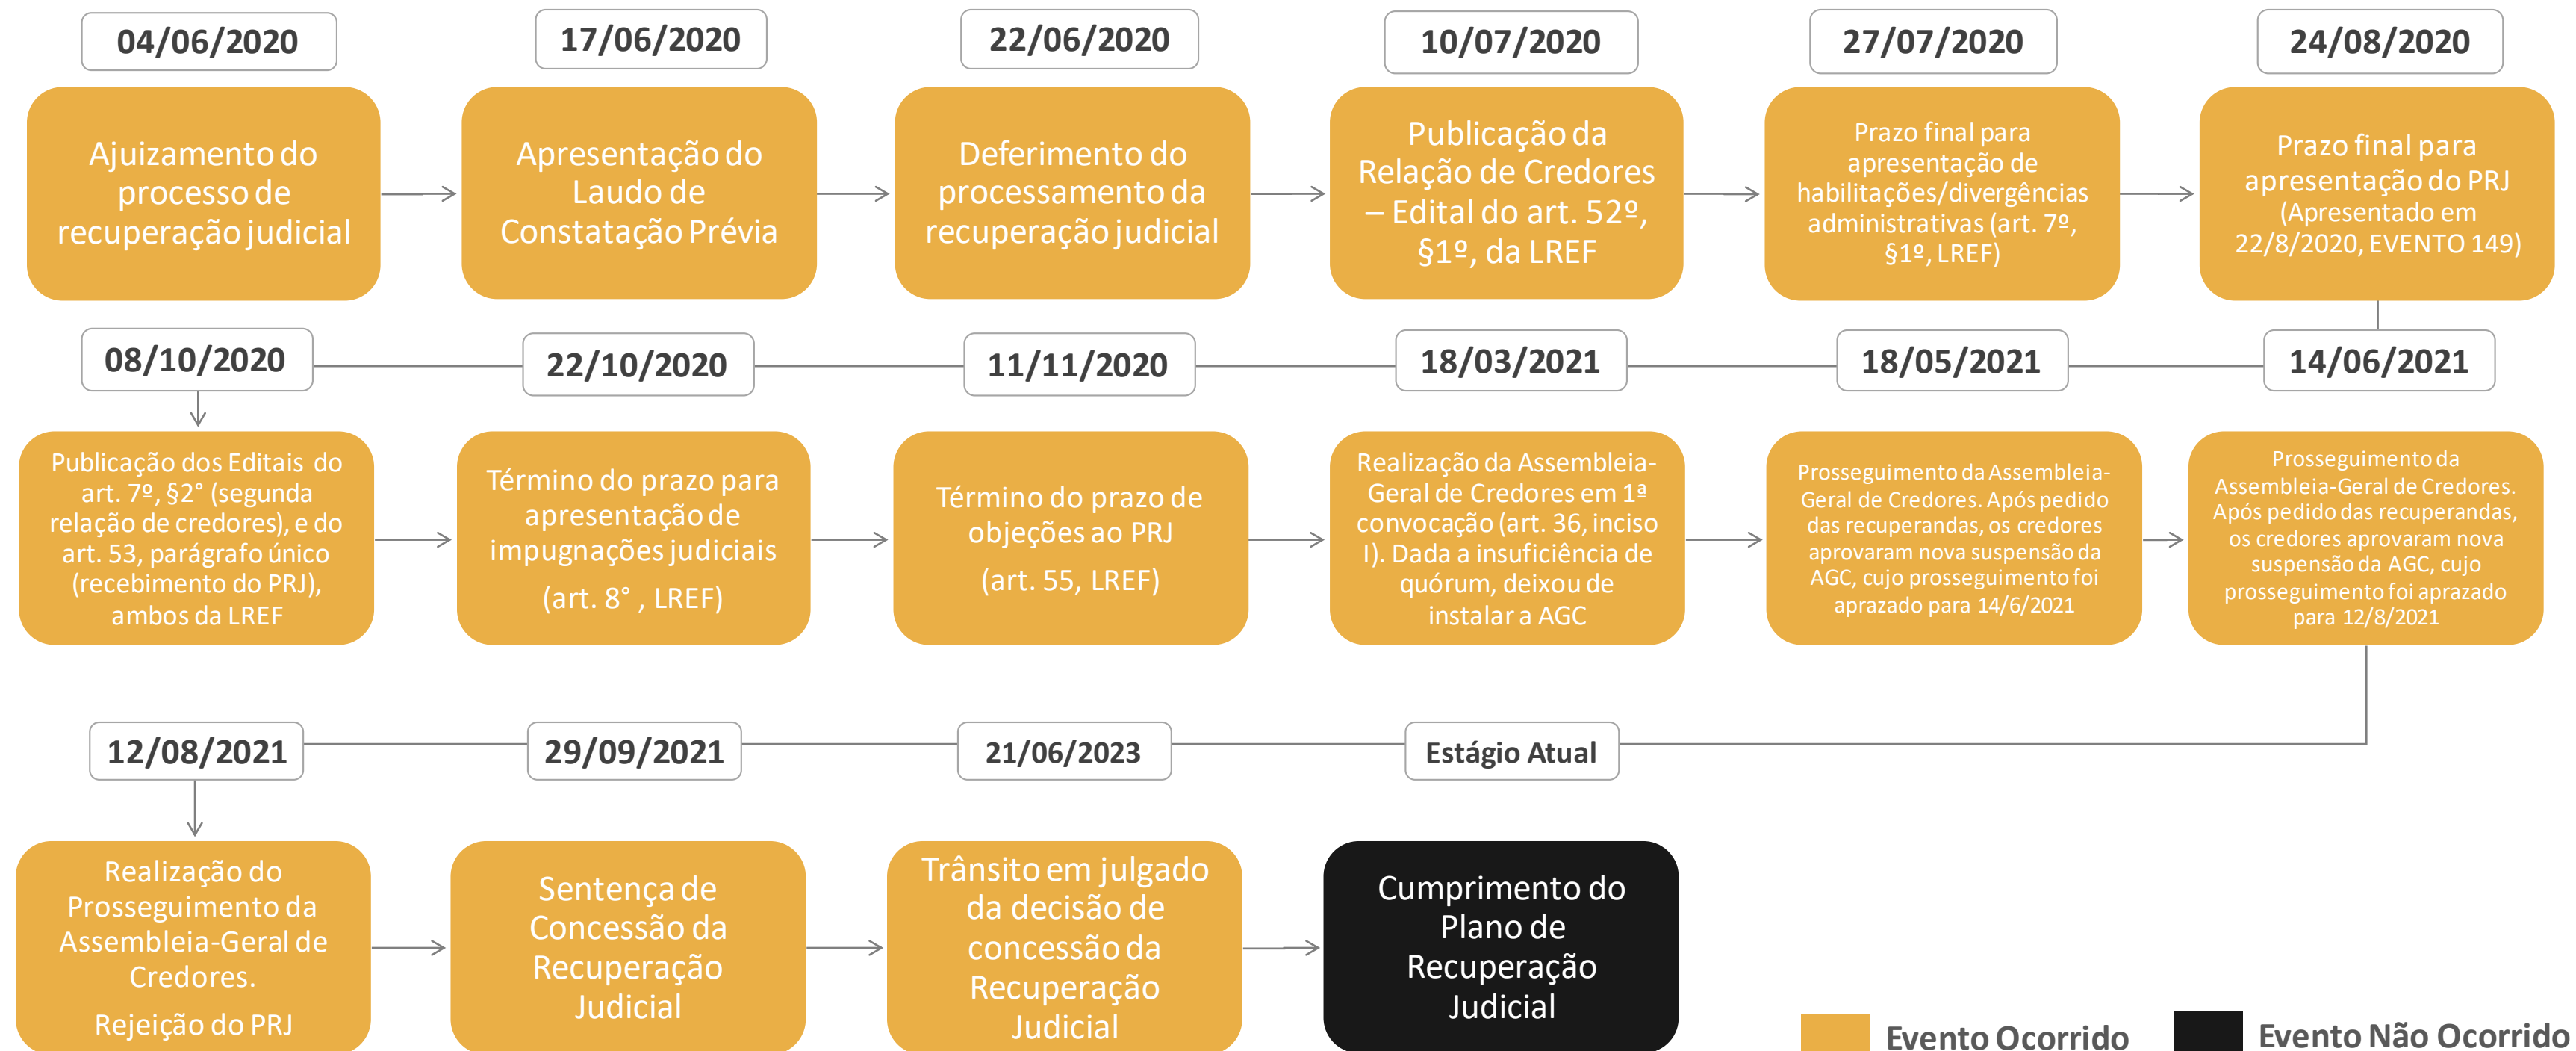 04/06/2020
Ajuizamento do
processo de
recuperação judicial
17/06/2020
Apresentação do
Laudo de
Constatação Prévia
22/06/2020
Deferimento do
processamento da
recuperação judicial
10/07/2020
Publicação da
Relação de Credores
– Edital do art. 52º,
§1º, da LREF
27/07/2020
Prazo final para
apresentação de
habilitações/divergências
administrativas (art. 7º,
§1º, LREF)
24/08/2020
Prazo final para
apresentação do PRJ
(Apresentado em
22/8/2020, EVENTO 149)
08/10/2020
Publicação dos Editais do
art. 7º, §2° (segunda
relação de credores), e do
art. 53, parágrafo único
(recebimento do PRJ),
ambos da LREF
22/10/2020
Término do prazo para
apresentação de
impugnações judiciais
(art. 8° , LREF)
11/11/2020
Término do prazo de
objeções ao PRJ
(art. 55, LREF)
18/03/2021
Realização da Assembleia-
Geral de Credores em 1ª
convocação (art. 36, inciso
I). Dada a insuficiência de
quórum, deixou de
instalar a AGC
18/05/2021
Prosseguimento da Assembleia-
Geral de Credores. Após pedido
das recuperandas, os credores
aprovaram nova suspensão da
AGC, cujo prosseguimento foi
aprazado para 14/6/2021
14/06/2021
Prosseguimento da
Assembleia-Geral de Credores.
Após pedido das recuperandas,
os credores aprovaram nova
suspensão da AGC, cujo
prosseguimento foi aprazado
para 12/8/2021
12/08/2021
Realização do
Prosseguimento da
Assembleia-Geral de
Credores.
Rejeição do PRJ
29/09/2021
Sentença de
Concessão da
Recuperação
Judicial
21/06/2023
Trânsito em julgado
da decisão de
concessão da
Recuperação
Judicial
Estágio Atual
Cumprimento do
Plano de
Recuperação
Judicial
Evento Ocorrido
Evento Não Ocorrido